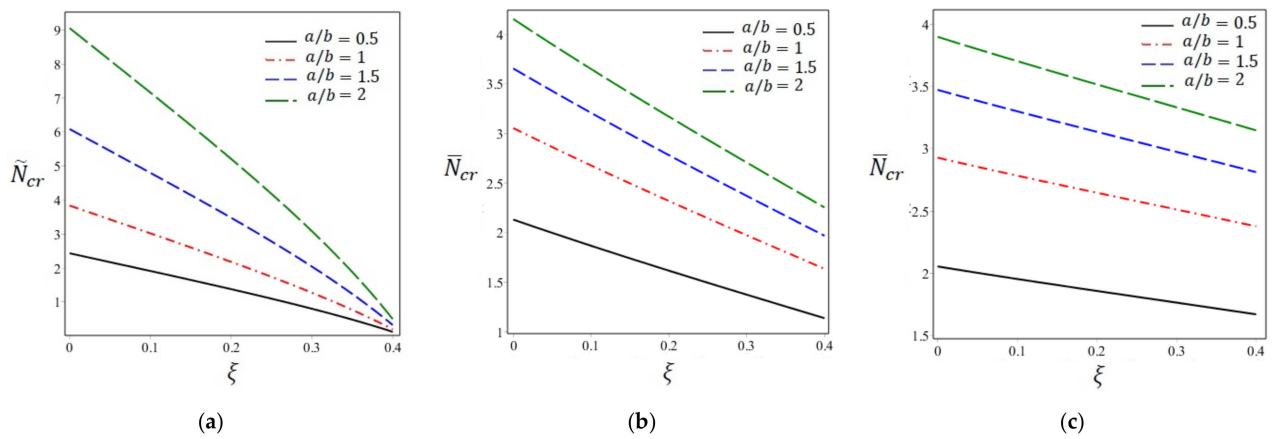 9
8
7
6
5
4
3
2
1
Ñcr
a/b = 0.5
a/b = 1
a/b = 1.5
a/b = 2
0 0.1 0.2 0.3 0.4
ξ
(a)
4
3.5
3
2.5
2
1.5
1
N̄cr
a/b = 0.5
a/b = 1
a/b = 1.5
a/b = 2
0 0.1 0.2 0.3 0.4
ξ
(b)
4
3.5
3
2.5
2
1.5
N̄cr
a/b = 0.5
a/b = 1
a/b = 1.5
a/b = 2
0 0.1 0.2 0.3 0.4
ξ
(c)